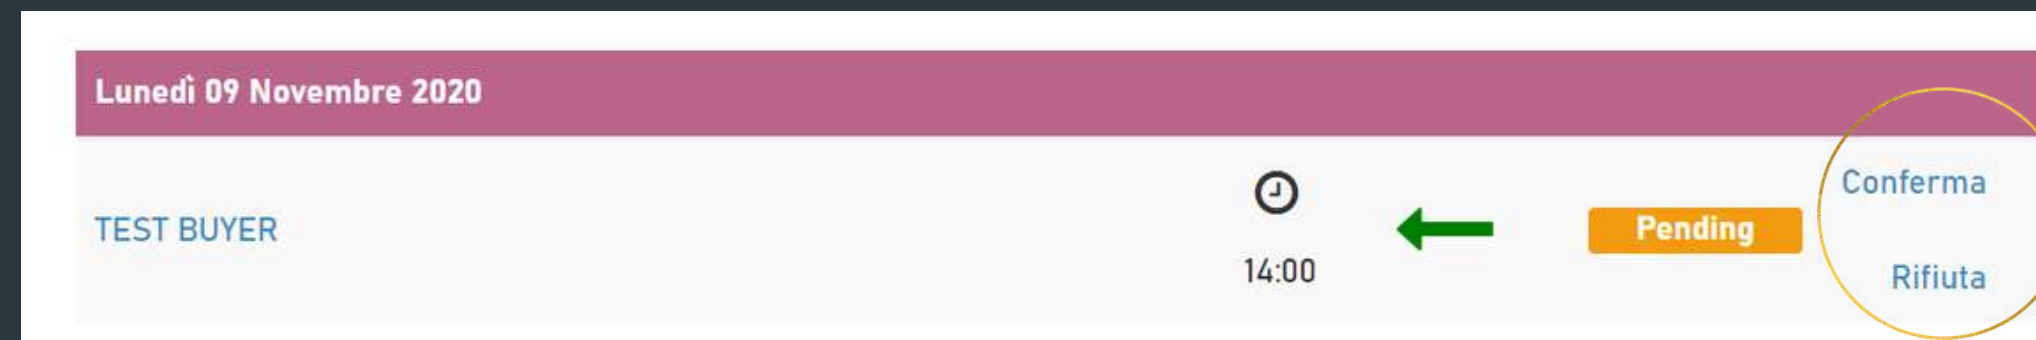 Lunedì 09 Novembre 2020
TEST BUYER
14:00
Pending
Conferma
Rifiuta